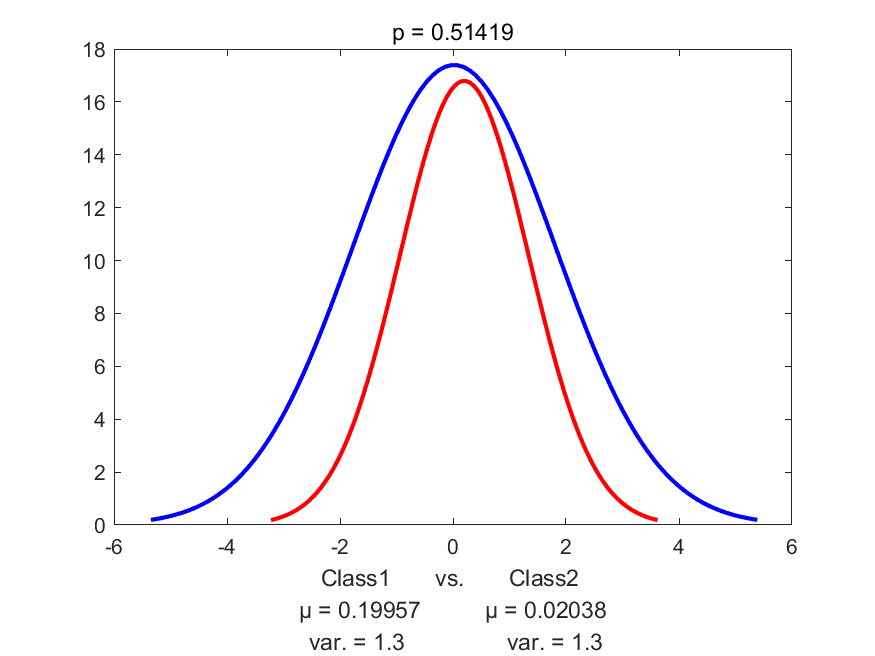 p = 0.51419
18
16
14
12
10
8
6
4
2
0
-6 -4 -2 0 2 4 6
Class1 vs. Class2
μ = 0.19957 μ = 0.02038
var. = 1.3 var. = 1.3